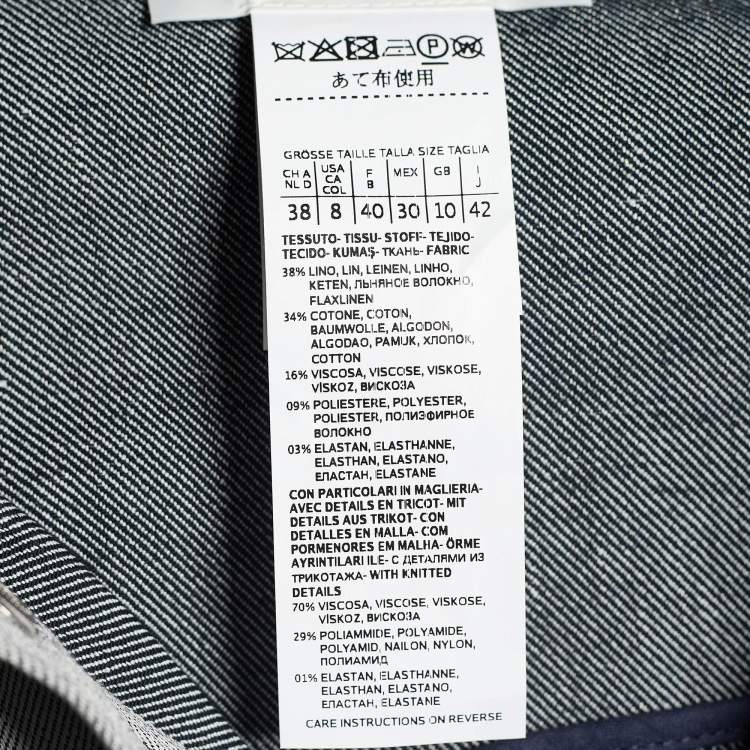 P W
あて布使用
GRÖSSE TAILLE TALLA SIZE TAGLIA
CH A NL D | USA CA COL | F B | MEX | GB | I J
38 | 8 | 40 | 30 | 10 | 42
TESSUTO- TISSU- STOFF- TEJIDO-
TECIDO- KUMAŞ- ТКАНЬ- FABRIC
38% LINO, LIN, LEINEN, LINHO,
KETEN, ЛЬНЯНОЕ ВОЛОКНО,
FLAXLINEN
34% COTONE, COTON,
BAUMWOLLE, ALGODON,
ALGODAO, PAMUK, ХЛОПОК,
COTTON
16% VISCOSA, VISCOSE, VISKOSE,
VİSKOZ, ВИСКОЗА
09% POLIESTERE, POLYESTER,
POLIESTER, ПОЛИЭФИРНОЕ
ВОЛОКНО
03% ELASTAN, ELASTHANNE,
ELASTHAN, ELASTANO,
ЕЛАСТАН, ELASTANE
CON PARTICOLARI IN MAGLIERIA-
AVEC DETAILS EN TRICOT- MIT
DETAILS AUS TRIKOT- CON
DETALLES EN MALLA- COM
PORMENORES EM MALHA- ÖRME
AYRINTILARI ILE- С ДЕТАЛЯМИ ИЗ
ТРИКОТАЖА- WITH KNITTED
DETAILS
70% VISCOSA, VISCOSE, VISKOSE,
VİSKOZ, ВИСКОЗА
29% POLIAMMIDE, POLYAMIDE,
POLYAMID, NAILON, NYLON,
ПОЛИАМИД
01% ELASTAN, ELASTHANNE,
ELASTHAN, ELASTANO,
ЕЛАСТАН, ELASTANE
CARE INSTRUCTIONS ON REVERSE